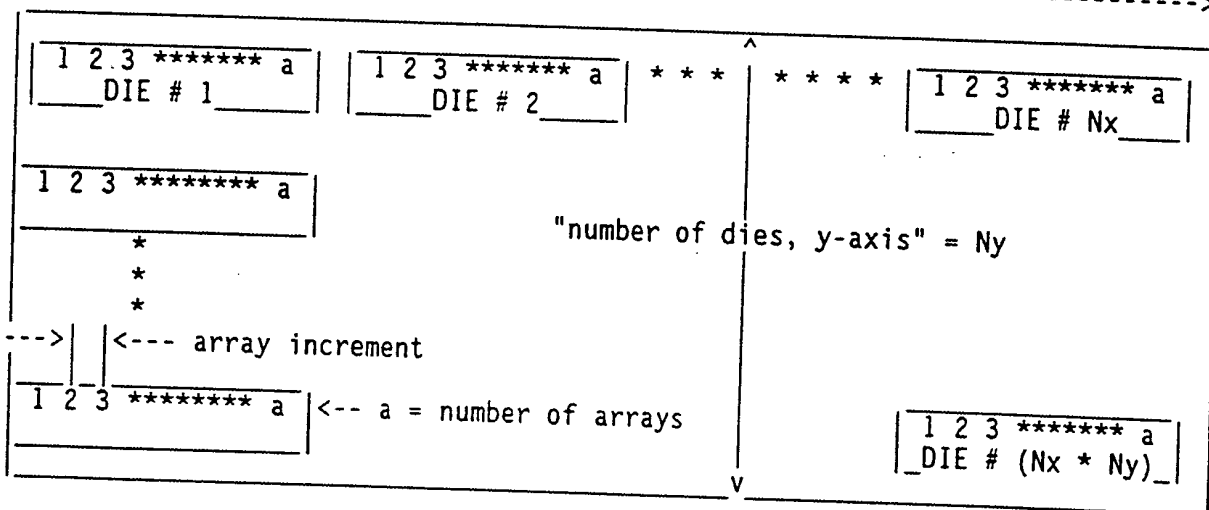 1 2.3 ******* a | 1 2 3 ******* a | * * * | * * * * | 1 2 3 ******* a
DIE # 1 DIE # 2 DIE # Nx
1 2 3 ******** a
"number of dies, y-axis" = Ny
*
*
*
--->| |<--- array increment
1 2 3 ******** a |<-- a = number of arrays
1 2 3 ******* a
DIE # (Nx * Ny)